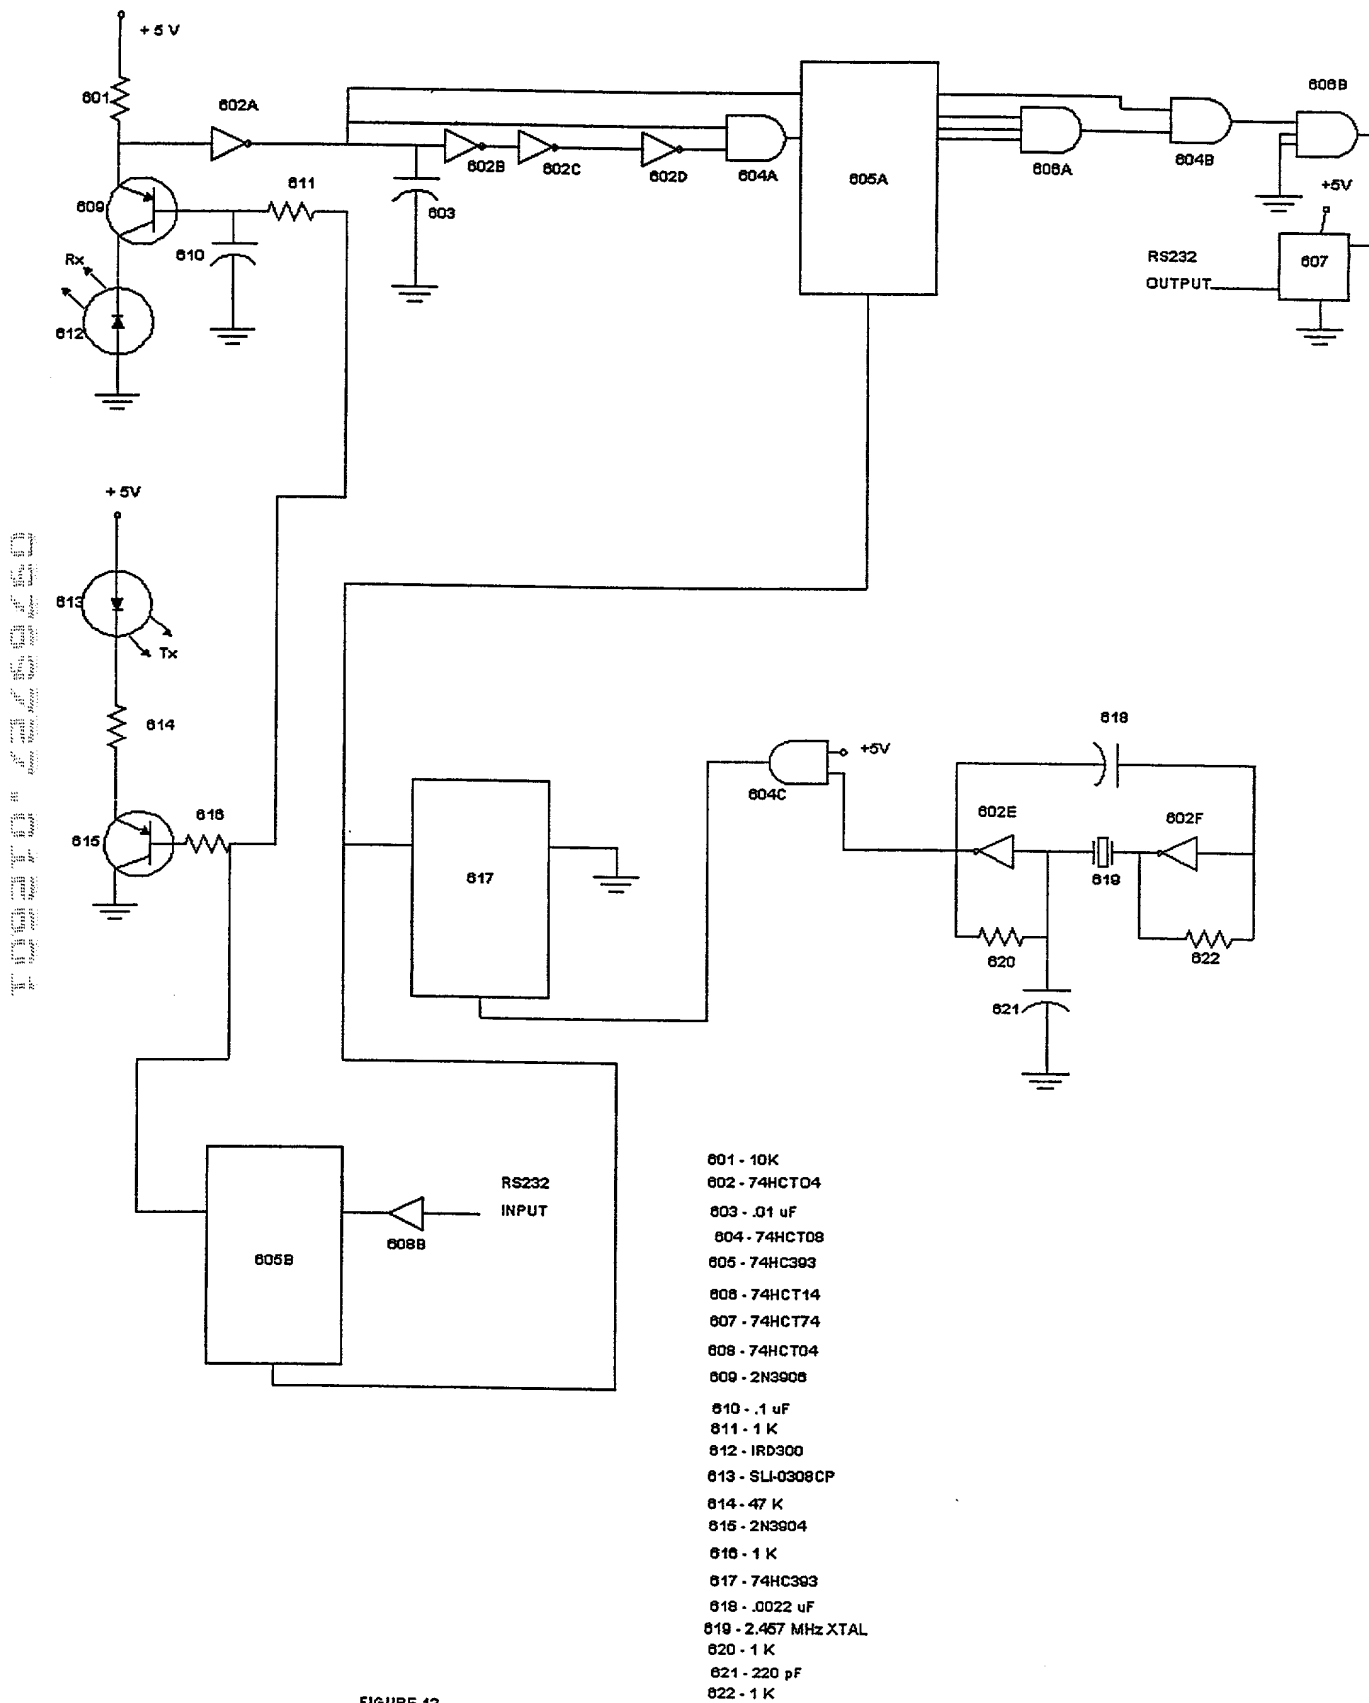 + 5 V
601
602A
602B
602C
602D
604A
605A
606A
604B
606B
+5V
607
RS232
OUTPUT
609
611
603
610
Rx
612
+ 5V
613
Tx
614
616
615
617
604C
+5V
618
602E
602F
619
620
622
621
605B
608B
RS232
INPUT
601 - 10K
602 - 74HCT04
603 - .01 uF
604 - 74HCT08
605 - 74HC393
606 - 74HCT14
607 - 74HCT74
608 - 74HCT04
609 - 2N3906
610 - .1 uF
611 - 1 K
612 - IRD300
613 - SLI-0308CP
614 - 47 K
615 - 2N3904
616 - 1 K
617 - 74HC393
618 - .0022 uF
619 - 2.457 MHz XTAL
620 - 1 K
621 - 220 pF
622 - 1 K